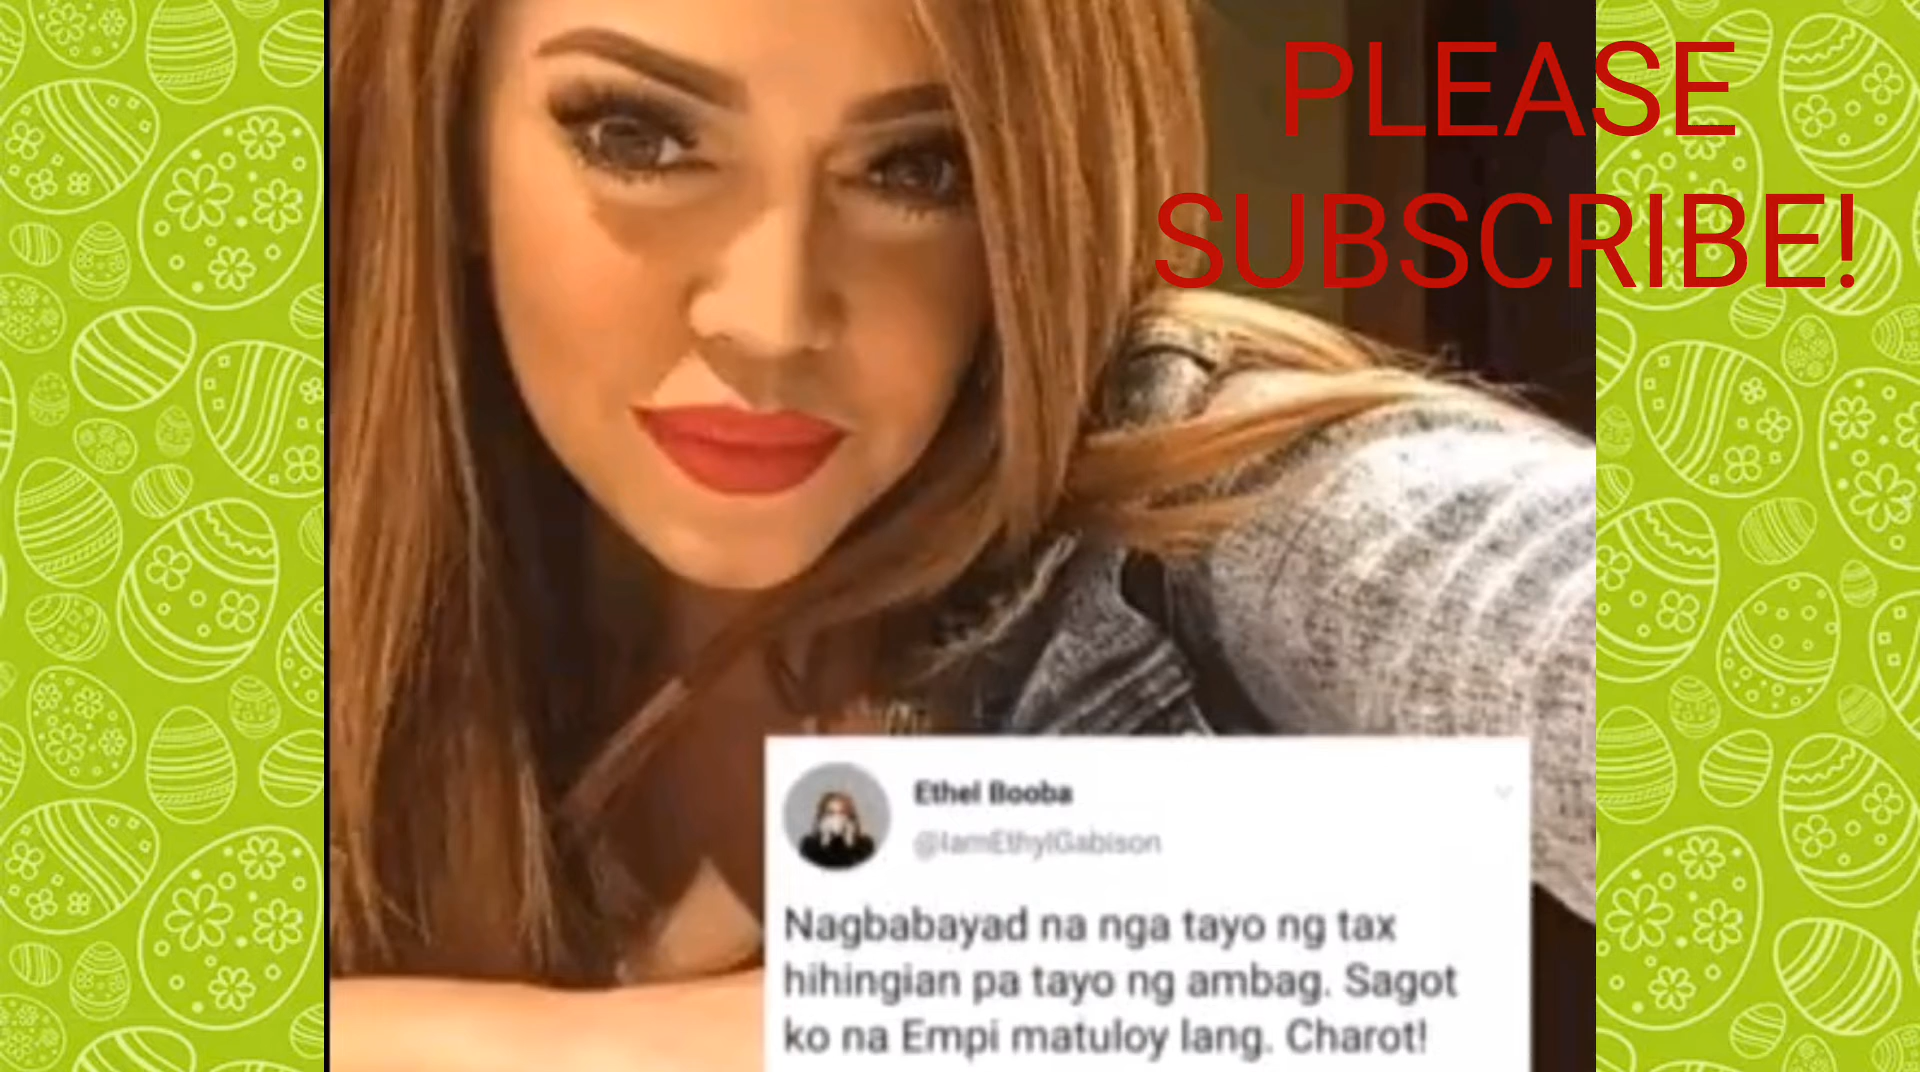 PLEASE
SUBSCRIBE!
Ethel Booba
@IamEthylGabison
Nagbabayad na nga tayo ng tax
hihingian pa tayo ng ambag. Sagot
ko na Empi matuloy lang. Charot!